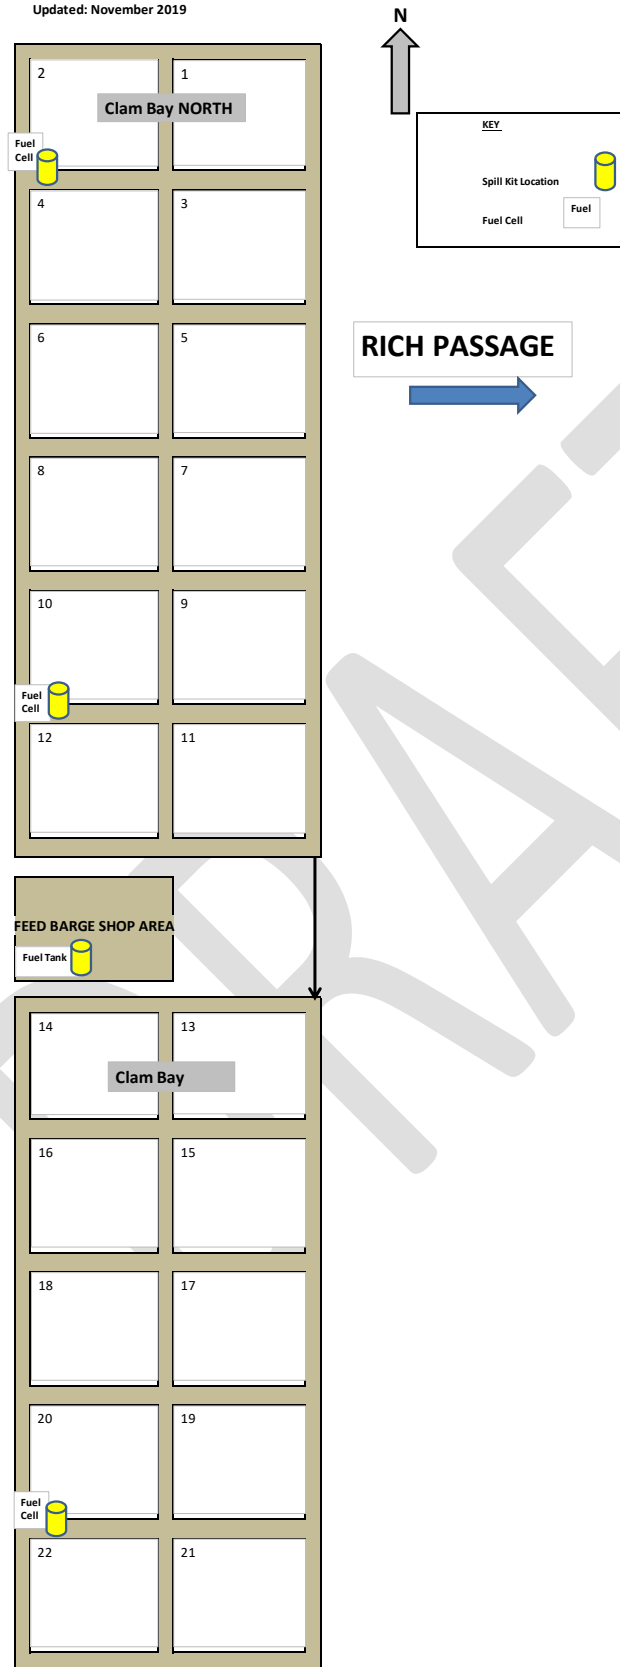 Updated: November 2019
N
2
1
Clam Bay NORTH
Fuel
Cell
KEY
Spill Kit Location
Fuel
Fuel Cell
4
3
6
5
RICH PASSAGE
8
7
10
9
Fuel
Cell
12
11
FEED BARGE SHOP AREA
Fuel Tank
14
13
Clam Bay
16
15
18
17
20
19
Fuel
Cell
22
21